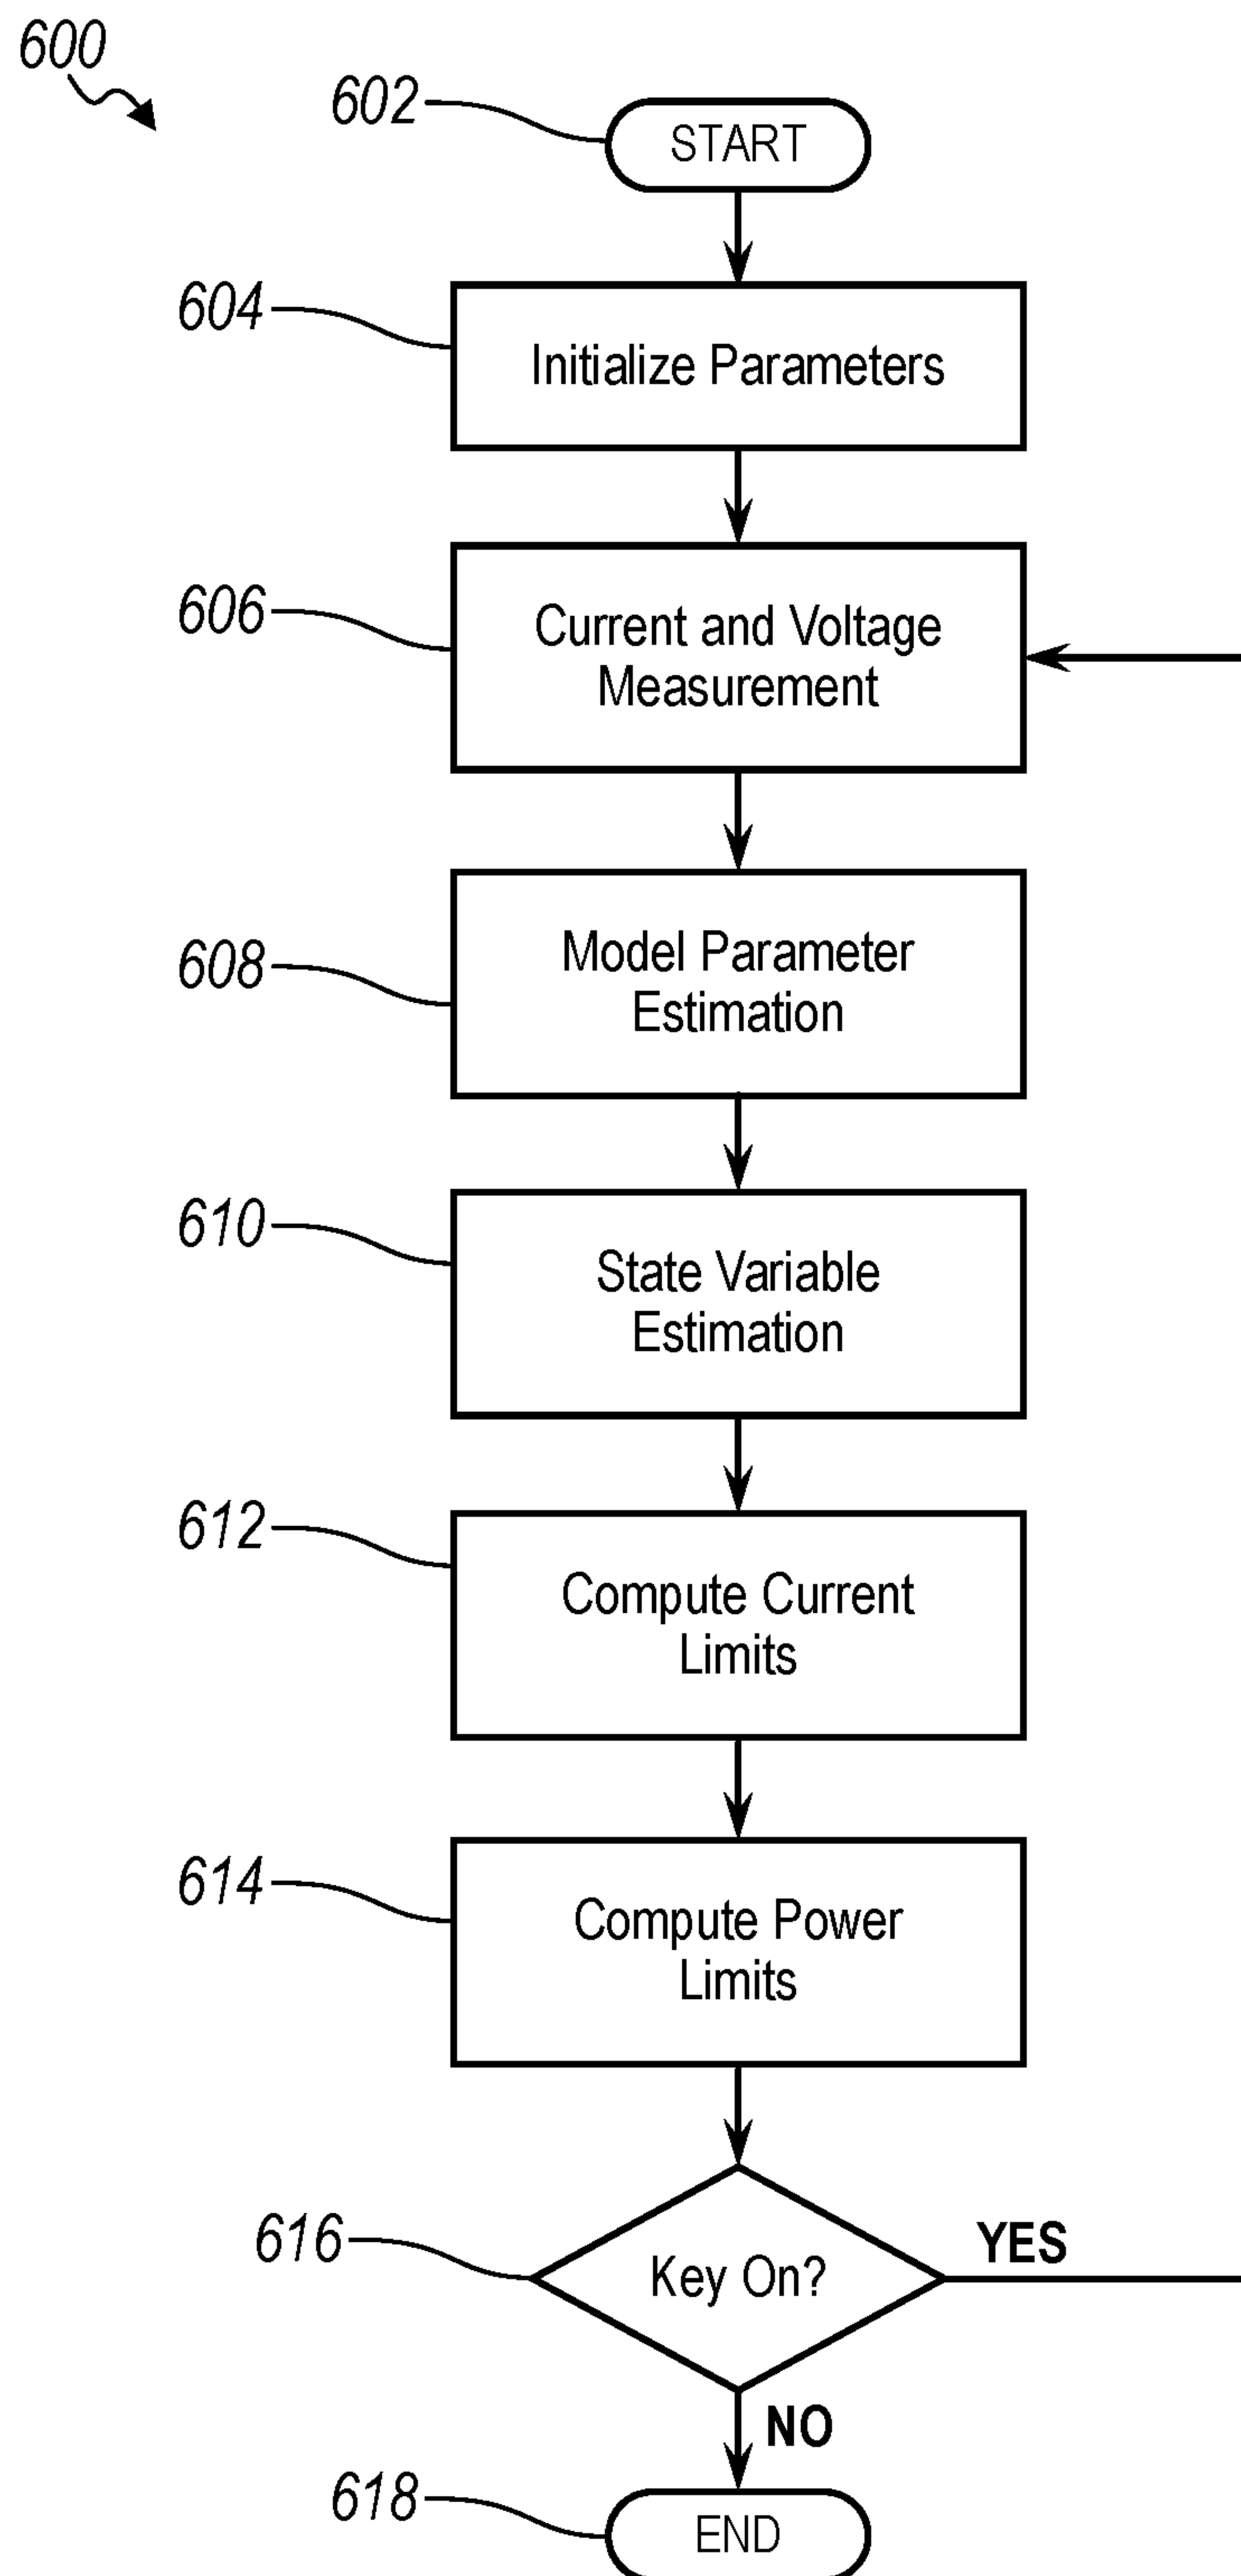 600
602
START
604
Initialize Parameters
606
Current and Voltage
Measurement
608
Model Parameter
Estimation
610
State Variable
Estimation
612
Compute Current
Limits
614
Compute Power
Limits
616
Key On?
YES
NO
618
END